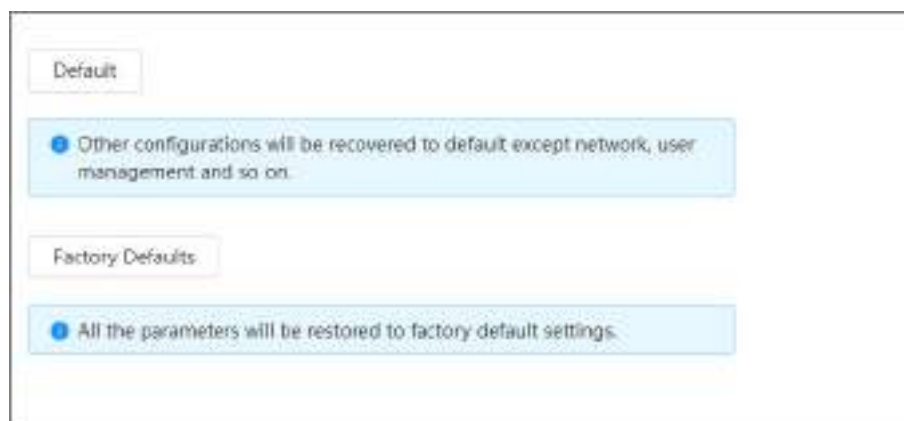 Default
Other configurations will be recovered to default except network, user
management and so on.
Factory Defaults
All the parameters will be restored to factory default settings.